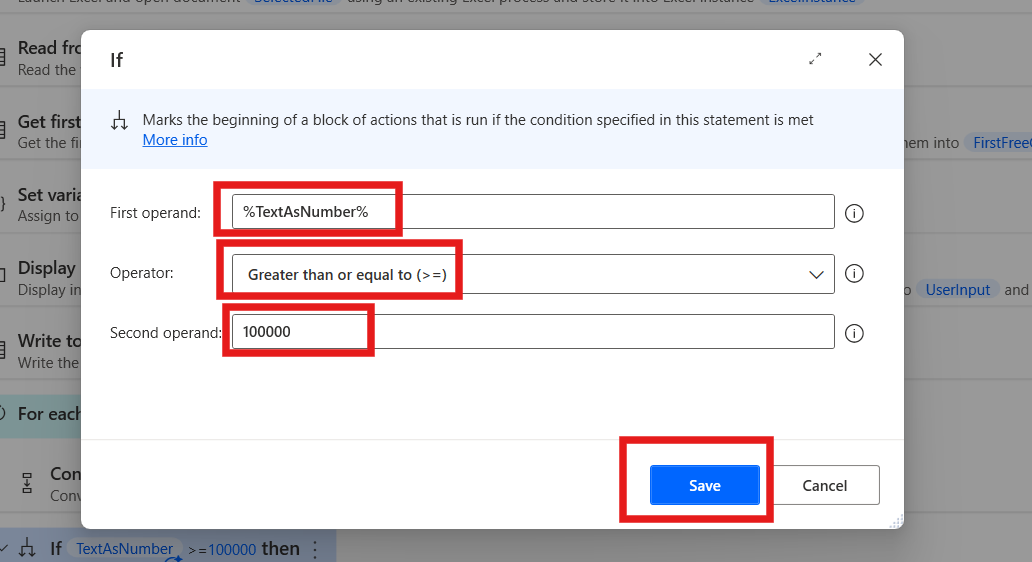 Launch Excel and open document SelectedFile using an existing Excel process and store it into Excel instance ExcelInstance
Read fro
Read the
If
Marks the beginning of a block of actions that is run if the condition specified in this statement is met
More info
Get first
Get the fi
hem into FirstFree
First operand: %TextAsNumber%
Set varia
Assign to
Operator: Greater than or equal to (>=)
Display
Display in
UserInput and
Second operand: 100000
Write to
Write the
For each
Con
Conv
Save
Cancel
If TextAsNumber >=100000 then